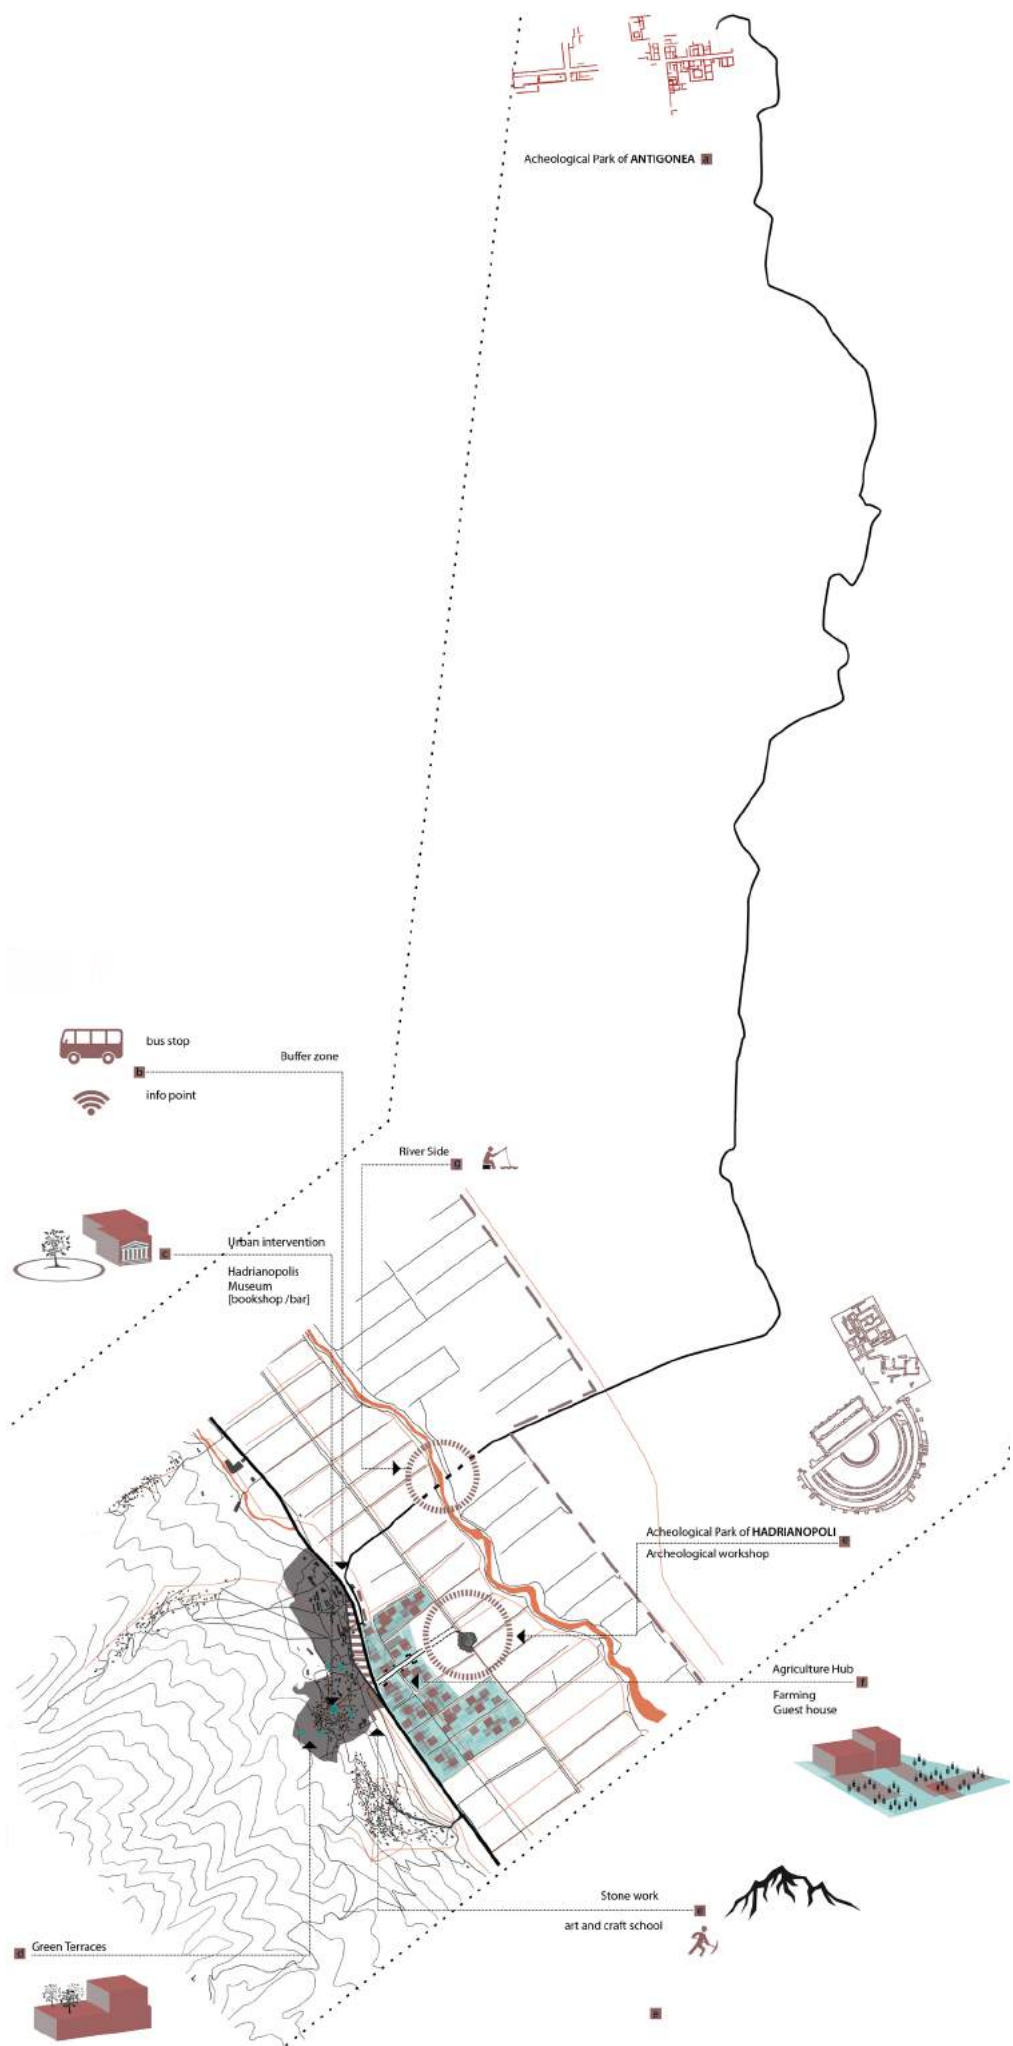 Acheological Park of ANTIGONEA a
bus stop
b
info point
Buffer zone
River Side g
c Urban intervention
Hadrianopolis
Museum
[bookshop /bar]
Acheological Park of HADRIANOPOLI
Archeological workshop
Agriculture Hub f
Farming
Guest house
Stone work
art and craft school
d Green Terraces